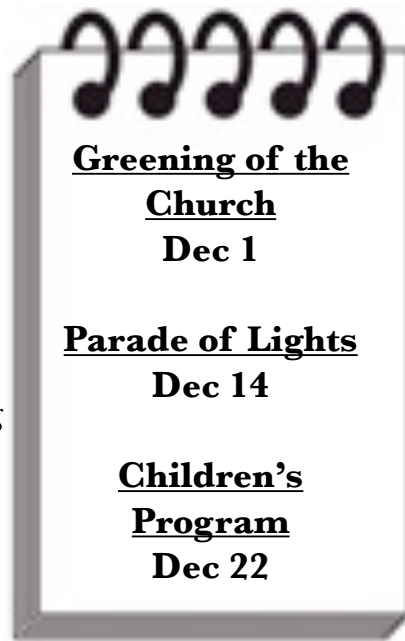 Greening of the
Church
Dec 1
Parade of Lights
Dec 14
Children's
Program
Dec 22